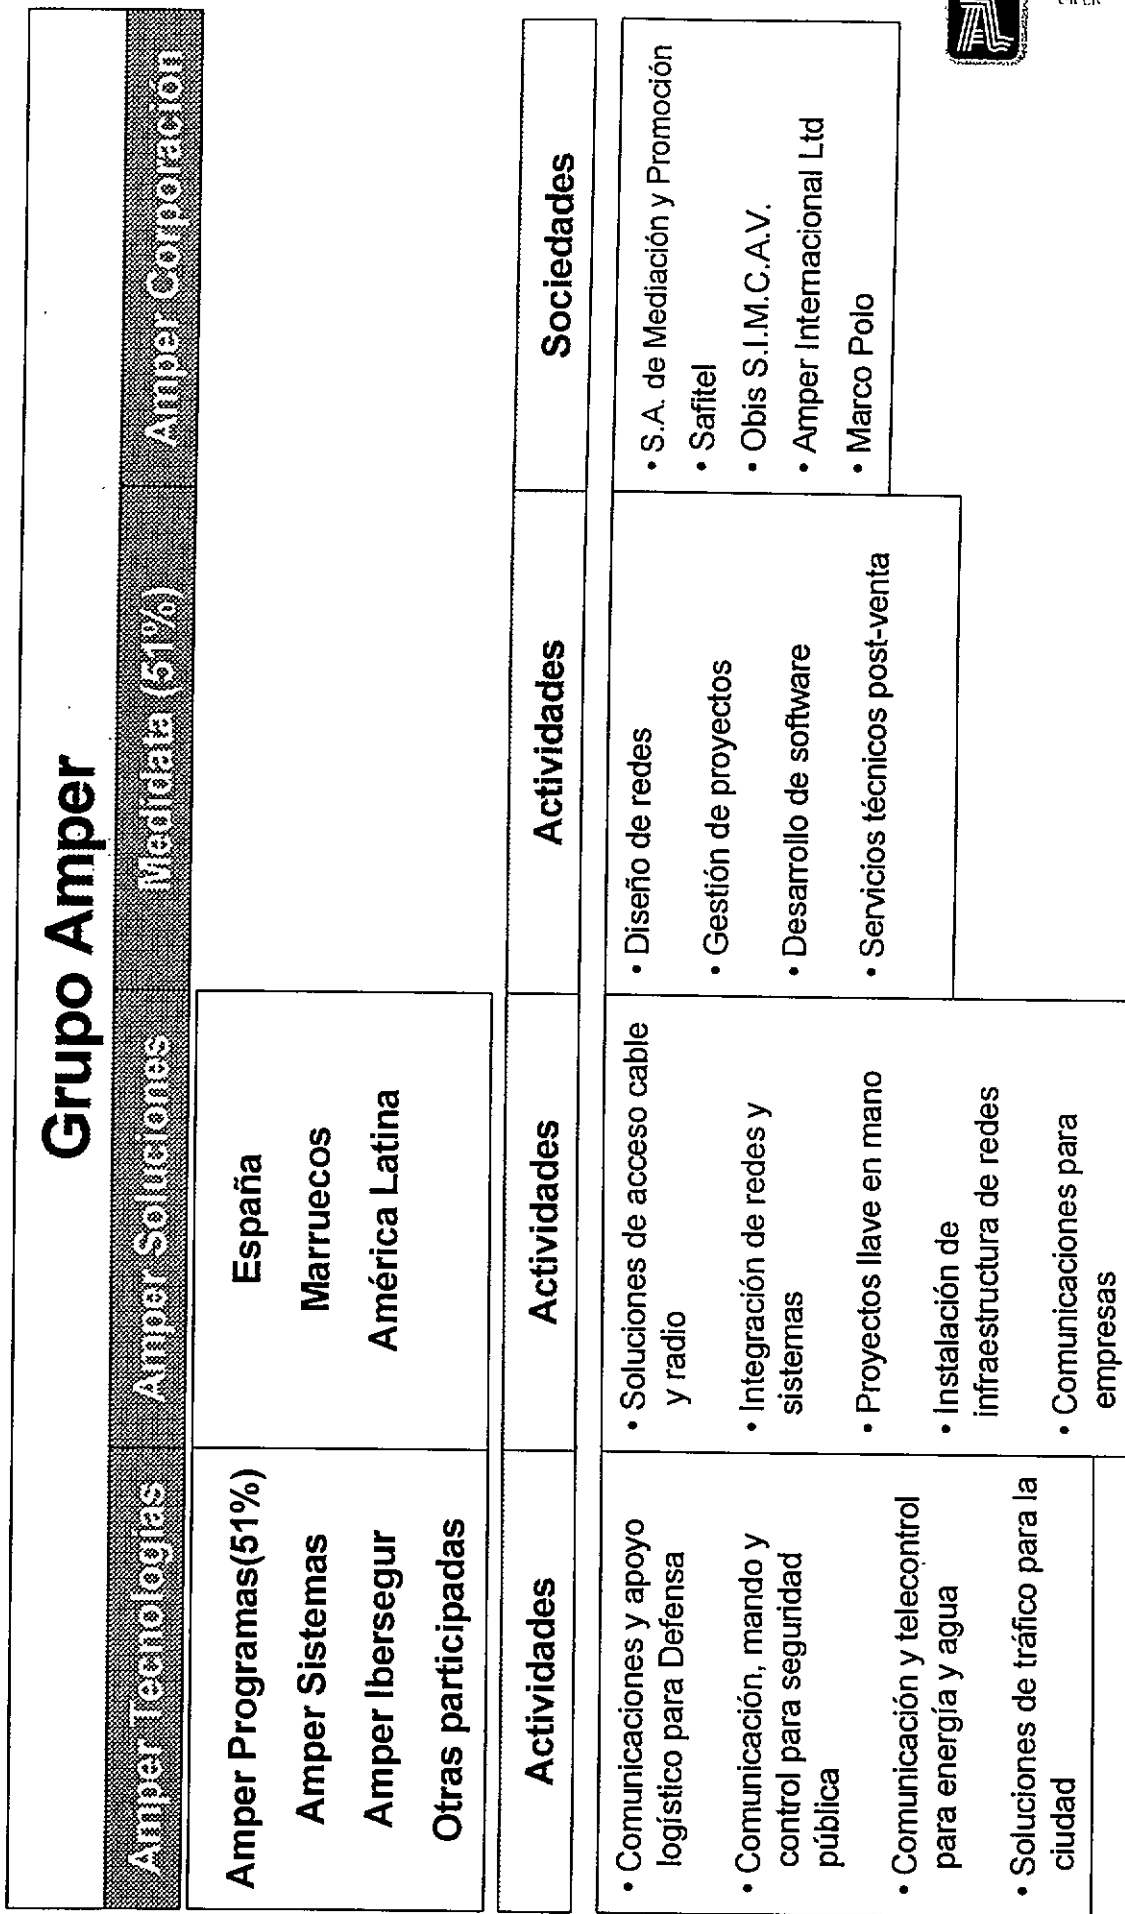 Grupo Amper
Amper Tecnologías
Amper Soluciones
Medidata (51%)
Amper Corporación
Amper Programas(51%)
Amper Sistemas
Amper Ibersegur
Otras participadas
España
Marruecos
América Latina
Actividades
Actividades
Actividades
Sociedades
• Comunicaciones y apoyo
logístico para Defensa
• Comunicación, mando y
control para seguridad
pública
• Comunicación y telecontrol
para energía y agua
• Soluciones de tráfico para la
ciudad
• Soluciones de acceso cable
y radio
• Integración de redes y
sistemas
• Proyectos llave en mano
• Instalación de
infraestructura de redes
• Comunicaciones para
empresas
• Diseño de redes
• Gestión de proyectos
• Desarrollo de software
• Servicios técnicos post-venta
• S.A. de Mediación y Promoción
• Safitel
• Obis S.I.M.C.A.V.
• Amper Internacional Ltd
• Marco Polo